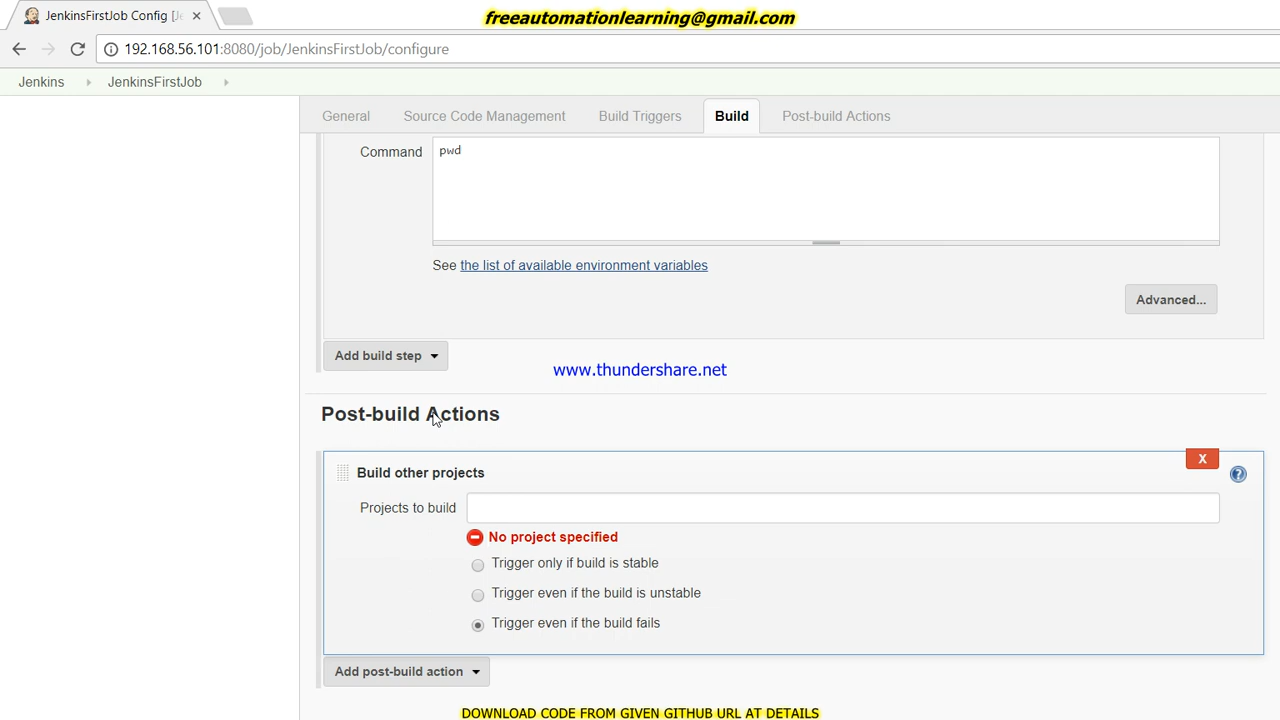 JenkinsFirstJob Config [J
freeautomationlearning@gmail.com
192.168.56.101:8080/job/JenkinsFirstJob/configure
Jenkins JenkinsFirstJob
General Source Code Management Build Triggers Build Post-build Actions
Command pwd
See the list of available environment variables
Advanced...
Add build step
www.thundershare.net
Post-build Actions
X
Build other projects
Projects to build
No project specified
Trigger only if build is stable
Trigger even if the build is unstable
Trigger even if the build fails
Add post-build action
DOWNLOAD CODE FROM GIVEN GITHUB URL AT DETAILS